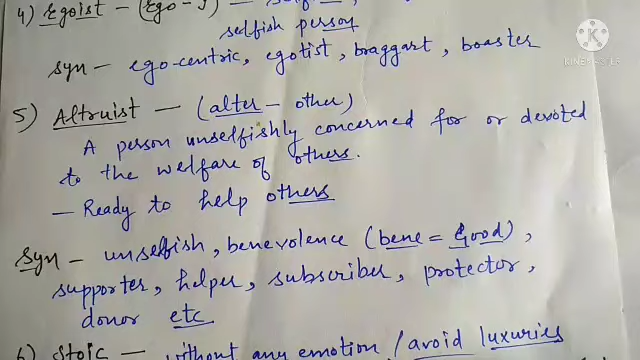 4) Egoist - (Ego - I) -
selfish person
Syn - ego-centric, egotist, braggart, boaster
KINEMASTER
5) Altruist — (alter - other)
A person unselfishly concerned for or devoted
to the welfare of others.
- Ready to help others
Syn - unselfish, benevolence (bene = Good),
supporter, helper, subscriber, protector,
donor etc
6) Stoic — without any emotion / avoid luxuries